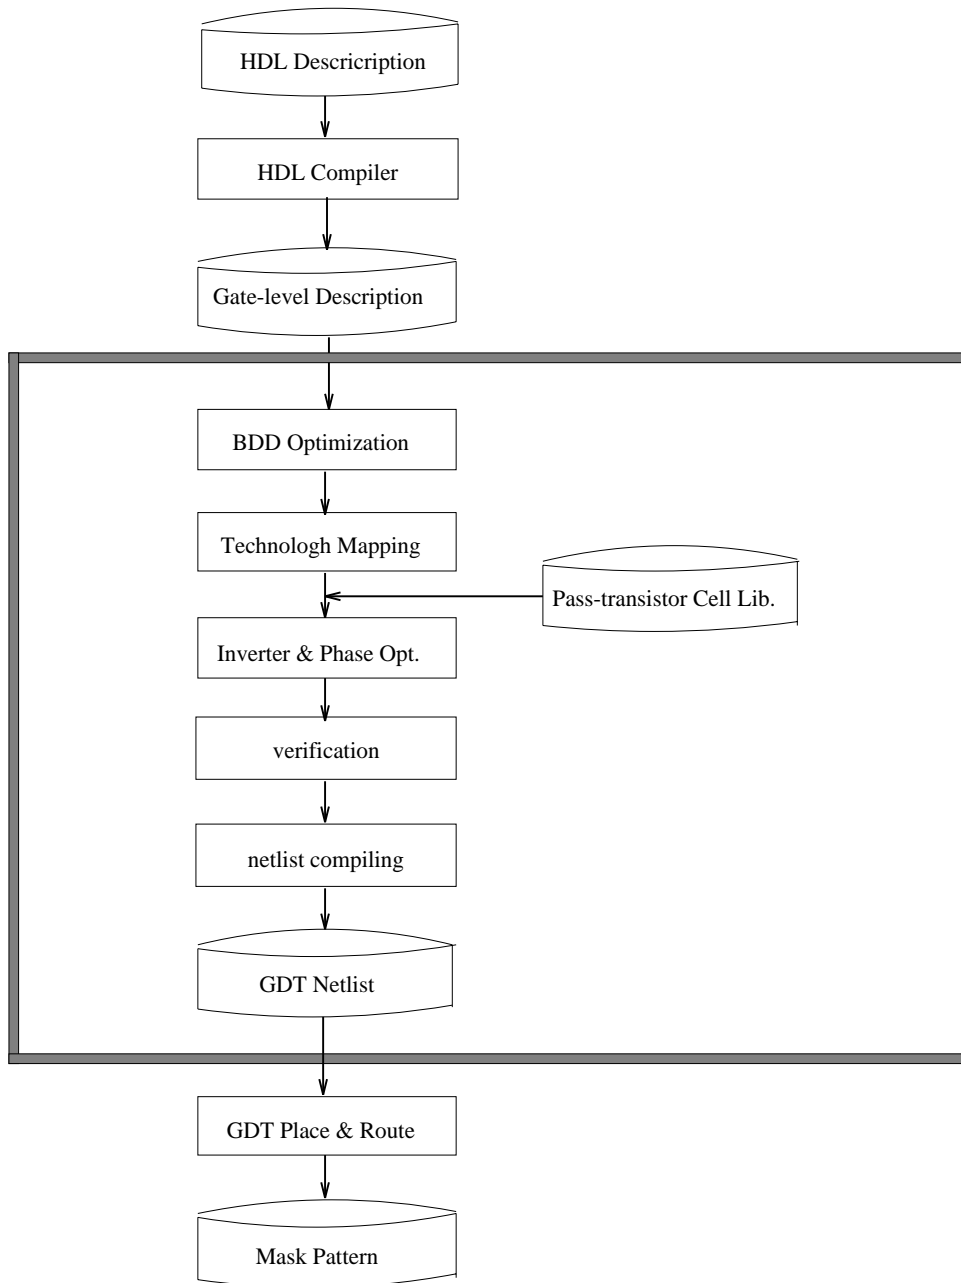 HDL Descricription
HDL Compiler
Gate-level Description
BDD Optimization
Technologh Mapping
Pass-transistor Cell Lib.
Inverter & Phase Opt.
verification
netlist compiling
GDT Netlist
GDT Place & Route
Mask Pattern